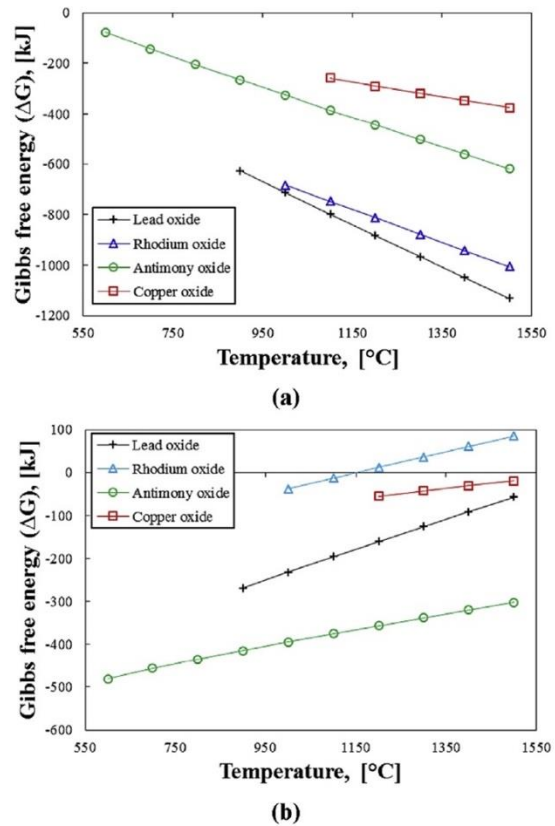 0
-200
-400
-600
-800
-1000
-1200
Gibbs free energy (ΔG), [kJ]
Lead oxide
Rhodium oxide
Antimony oxide
Copper oxide
550 750 950 1150 1350 1550
Temperature, [°C]
(a)
100
0
-100
-200
-300
-400
-500
-600
Gibbs free energy (ΔG), [kJ]
Lead oxide
Rhodium oxide
Antimony oxide
Copper oxide
550 750 950 1150 1350 1550
Temperature, [°C]
(b)